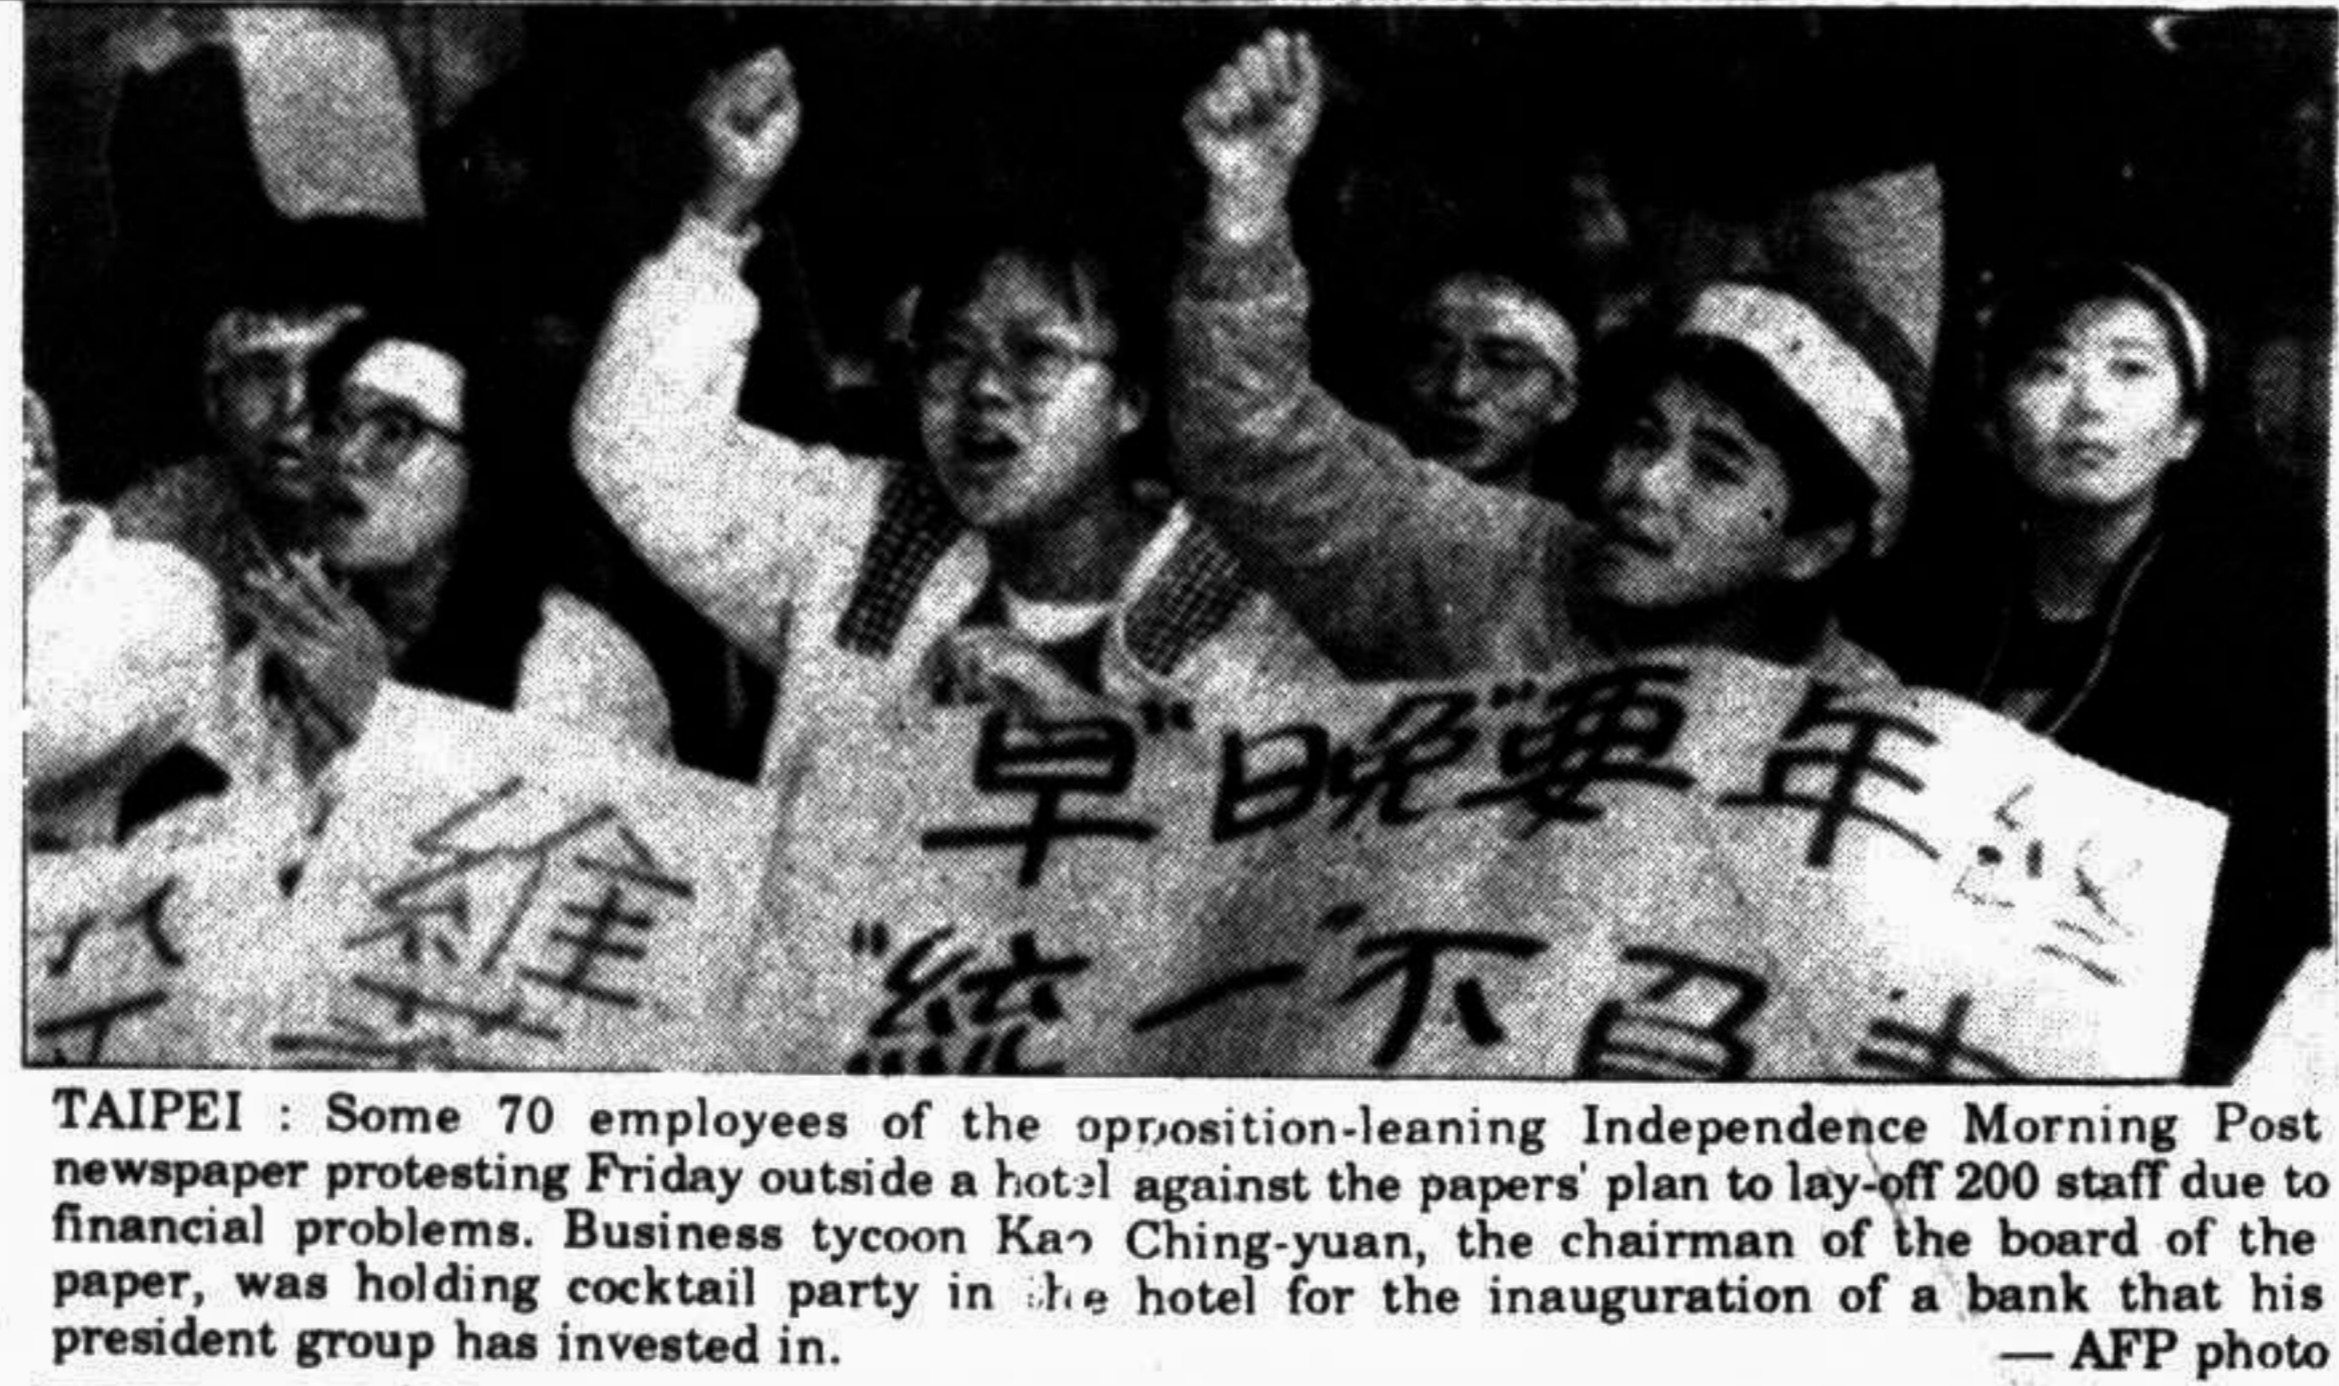 "早"日晚"要年終
"統一不
維
TAIPEI : Some 70 employees of the opposition-leaning Independence Morning Post
newspaper protesting Friday outside a hotel against the papers' plan to lay-off 200 staff due to
financial problems. Business tycoon Kao Ching-yuan, the chairman of the board of the
paper, was holding cocktail party in the hotel for the inauguration of a bank that his
president group has invested in.
— AFP photo